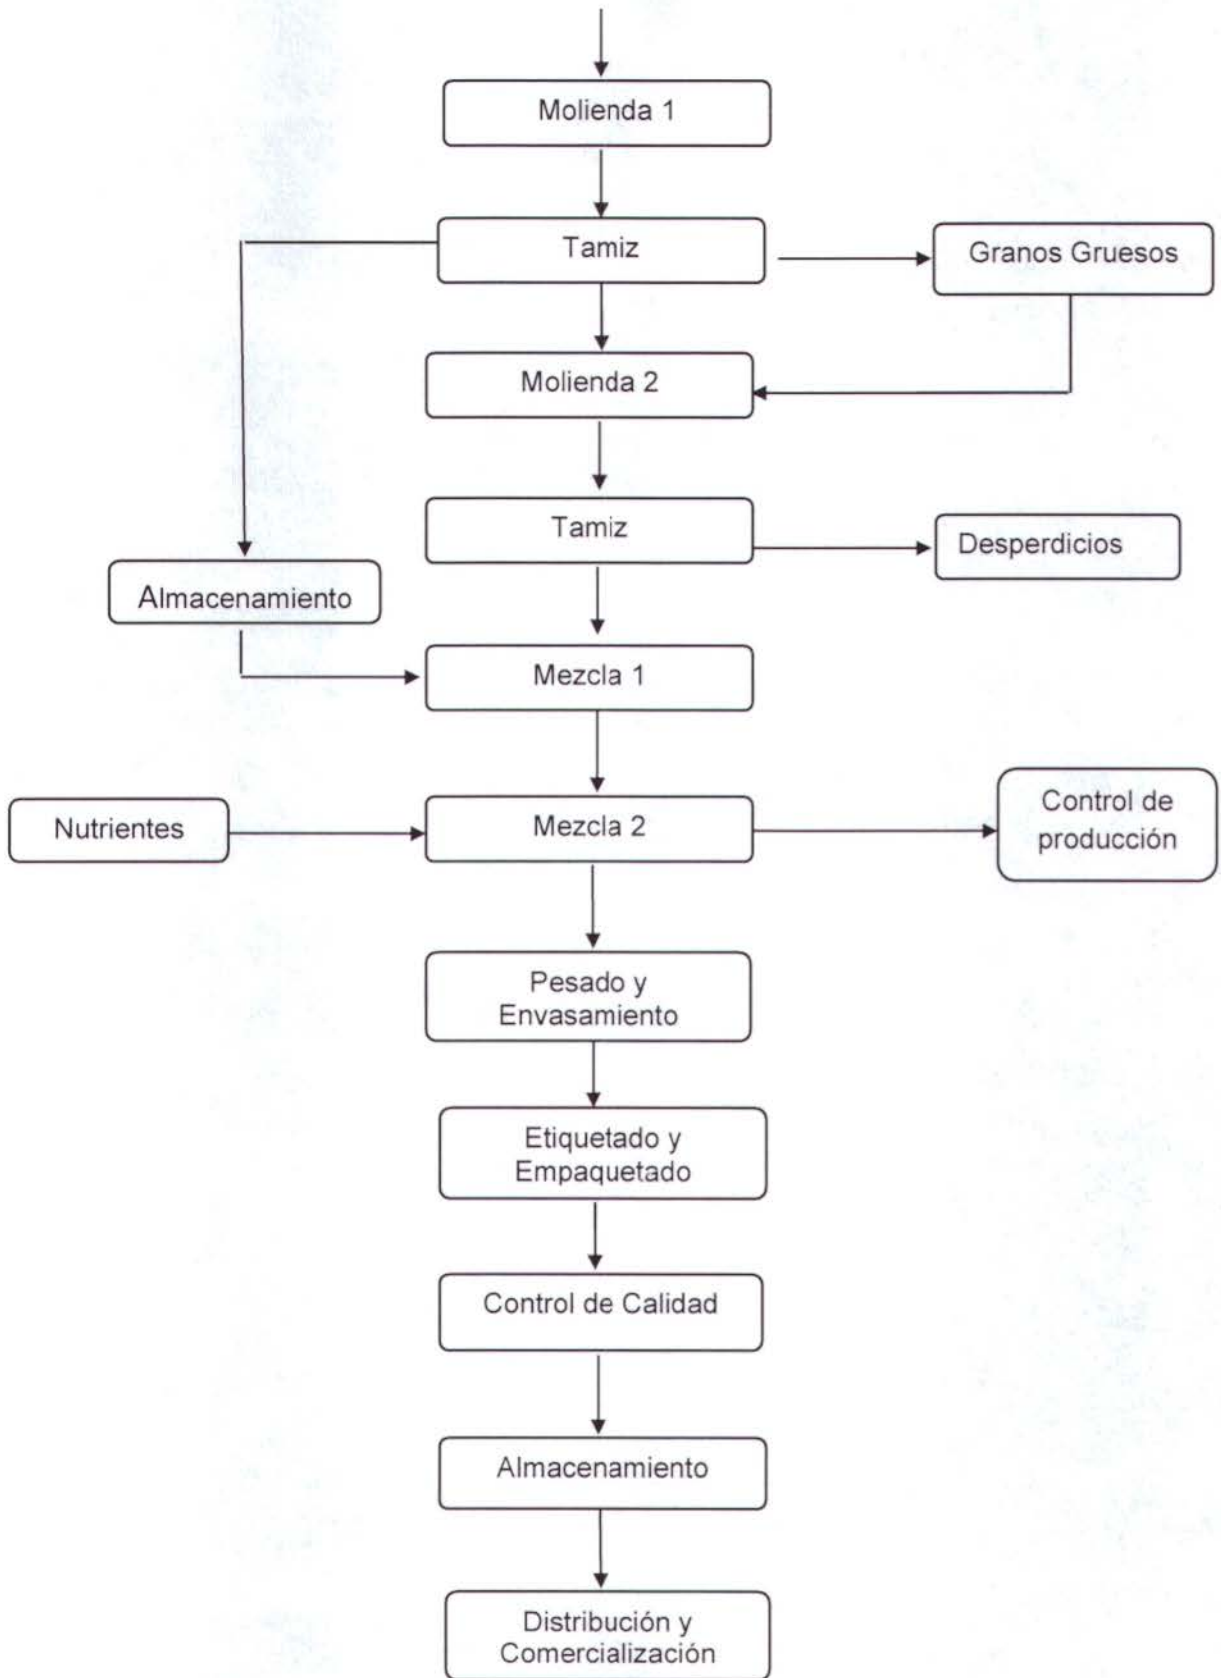 Molienda 1
Tamiz
Granos Gruesos
Molienda 2
Tamiz
Desperdicios
Almacenamiento
Mezcla 1
Nutrientes
Mezcla 2
Control de
producción
Pesado y
Envasamiento
Etiquetado y
Empaquetado
Control de Calidad
Almacenamiento
Distribución y
Comercialización